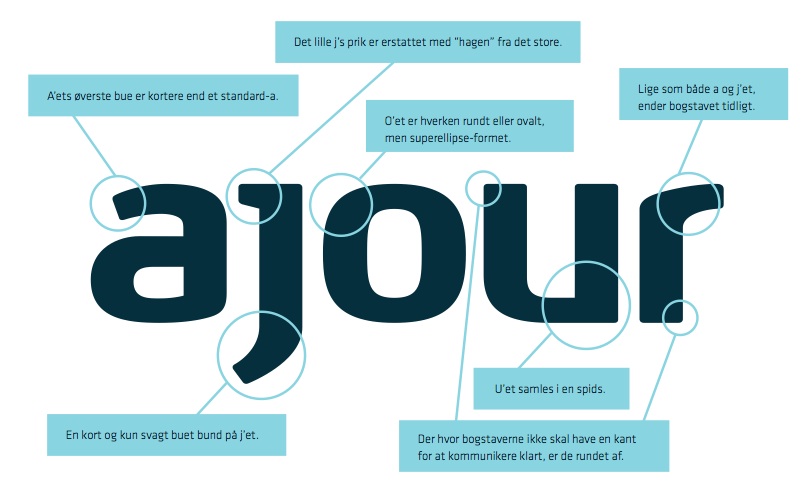 Det lille j's prik er erstattet med "hagen" fra det store.
A'ets øverste bue er kortere end et standard-a.
Lige som både a og j'et,
ender bogstavet tidligt.
O'et er hverken rundt eller ovalt,
men superellipse-formet.
ajour
U'et samles i en spids.
En kort og kun svagt buet bund på j'et.
Der hvor bogstaverne ikke skal have en kant
for at kommunikere klart, er de rundet af.